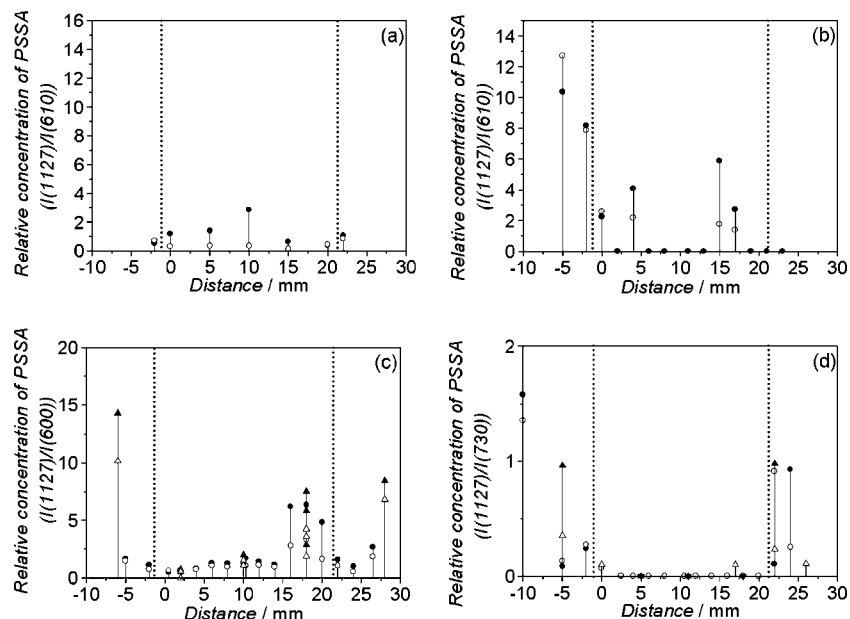 Relative concentration of PSSA
(I(1127)/I(610))
16
14
12
10
8
6
4
2
0
(a)
-10 -5 0 5 10 15 20 25 30
Distance / mm
Relative concentration of PSSA
(I(1127)/I(610))
16
14
12
10
8
6
4
2
0
(b)
-10 -5 0 5 10 15 20 25 30
Distance / mm
Relative concentration of PSSA
(I(1127)/I(600))
20
15
10
5
0
(c)
-10 -5 0 5 10 15 20 25 30
Distance / mm
Relative concentration of PSSA
(I(1127)/I(730))
2
1
0
(d)
-10 -5 0 5 10 15 20 25 30
Distance / mm